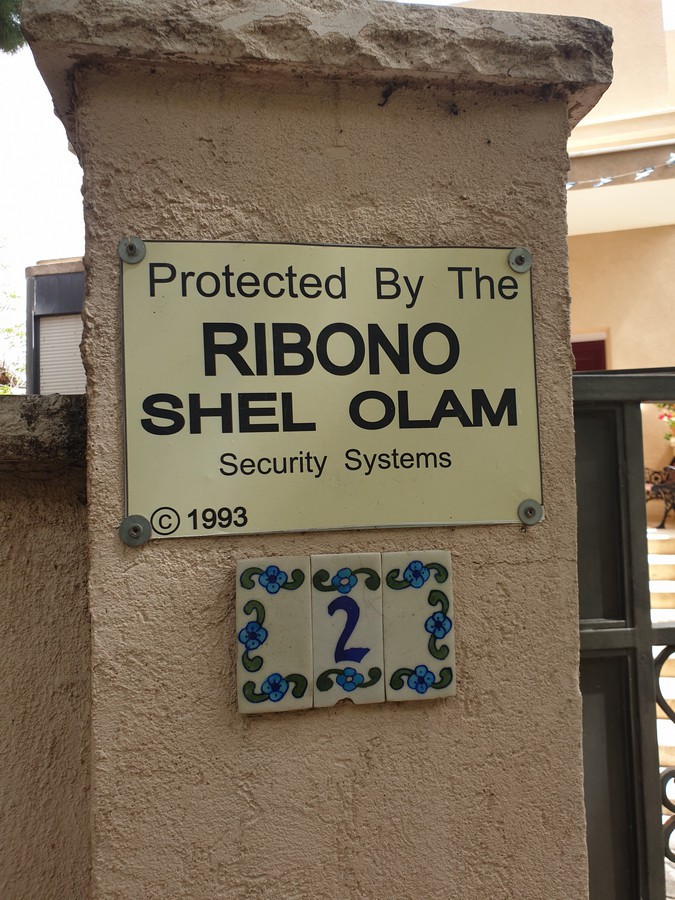 Protected By The
RIBONO
SHEL OLAM
Security Systems
© 1993
2